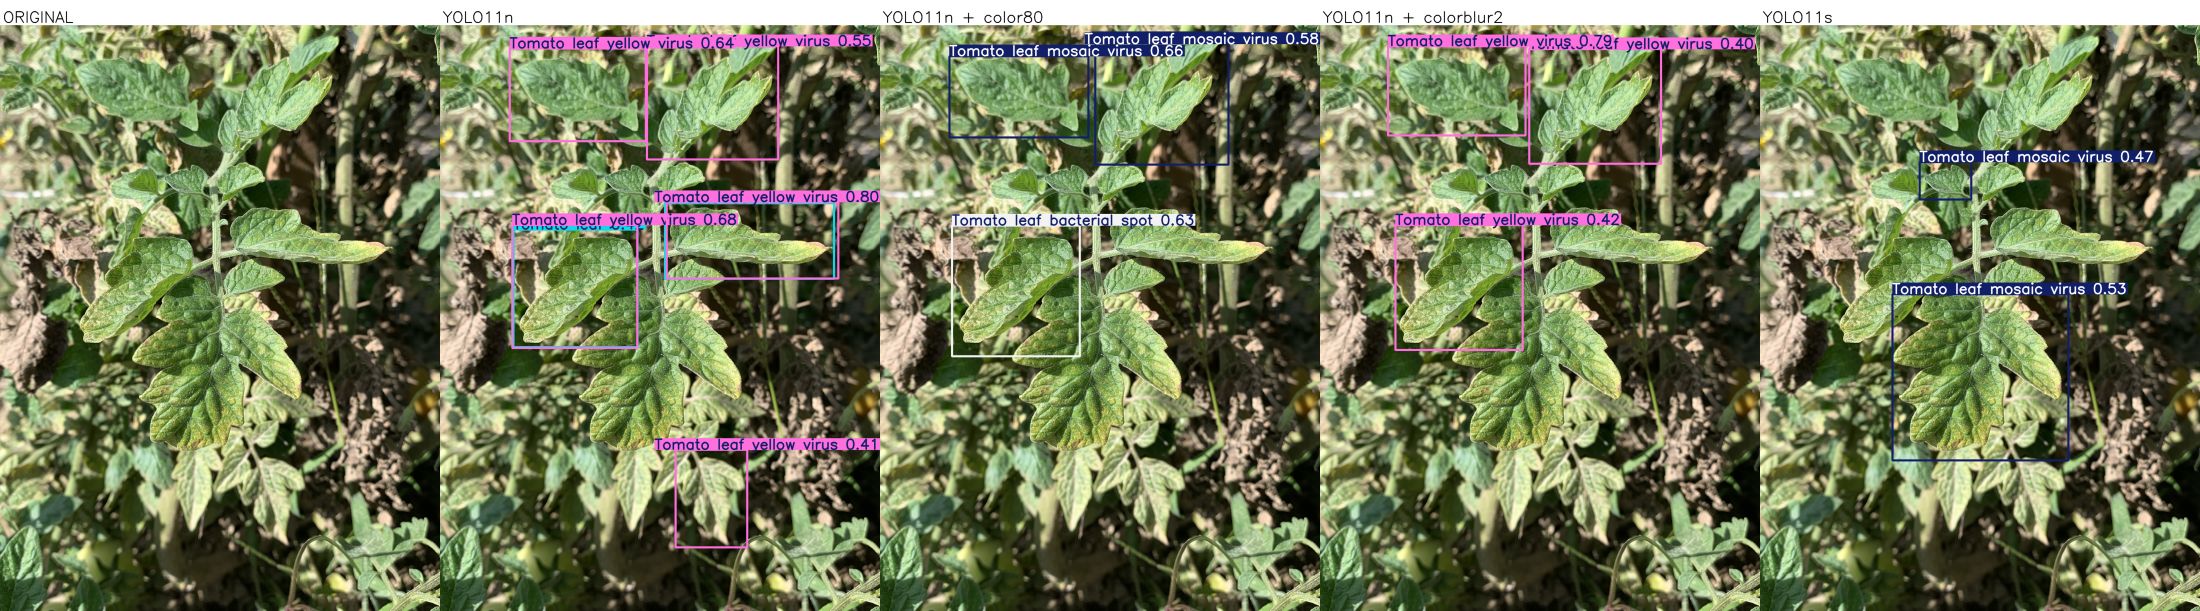 ORIGINAL
YOLO11n
YOLO11n + color80
YOLO11n + colorblur2
YOLO11s
Tomato leaf yellow virus 0.64
yellow virus 0.55
Tomato leaf yellow virus 0.80
Tomato leaf yellow virus 0.68
Tomato leaf
Tomato leaf yellow virus 0.41
Tomato leaf mosaic virus 0.58
Tomato leaf mosaic virus 0.66
Tomato leaf bacterial spot 0.63
Tomato leaf yellow virus 0.79
yellow virus 0.40
Tomato leaf yellow virus 0.42
Tomato leaf mosaic virus 0.47
Tomato leaf mosaic virus 0.53